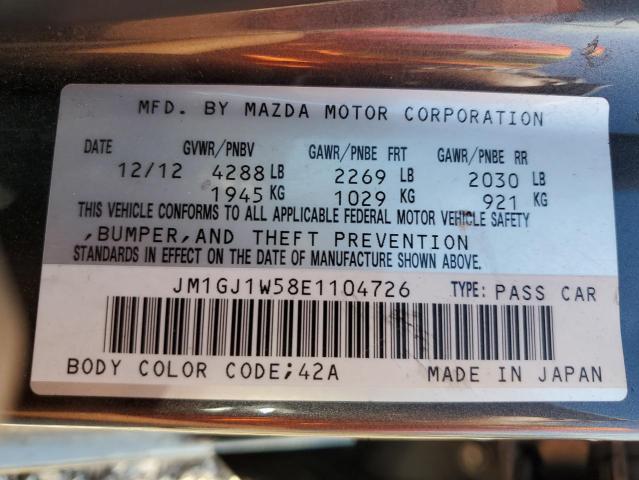 MFD. BY MAZDA MOTOR CORPORATION
DATE GVWR/PNBV GAWR/PNBE FRT GAWR/PNBE RR
12/12 4288 LB 2269 LB 2030 LB
1945 KG 1029 KG 921 KG
THIS VEHICLE CONFORMS TO ALL APPLICABLE FEDERAL MOTOR VEHICLE SAFETY
,BUMPER,AND THEFT PREVENTION
STANDARDS IN EFFECT ON THE DATE OF MANUFACTURE SHOWN ABOVE.
JM1GJ1W58E1104726 TYPE: PASS CAR
BODY COLOR CODE;42A MADE IN JAPAN